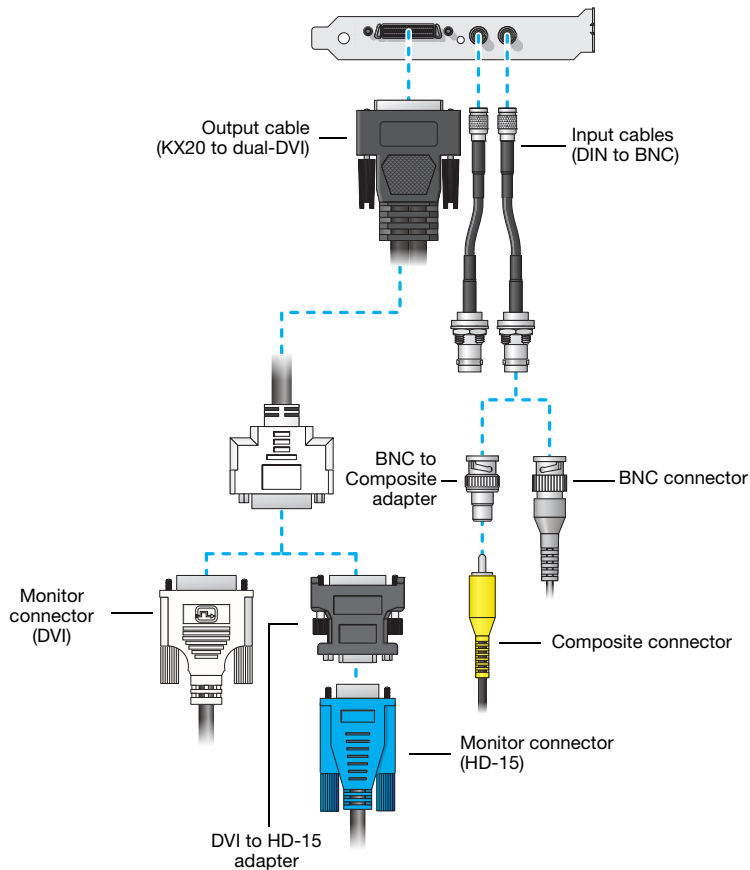 Output cable
(KX20 to dual-DVI)
Input cables
(DIN to BNC)
BNC to
Composite
adapter
BNC connector
Monitor
connector
(DVI)
Composite connector
Monitor connector
(HD-15)
DVI to HD-15
adapter